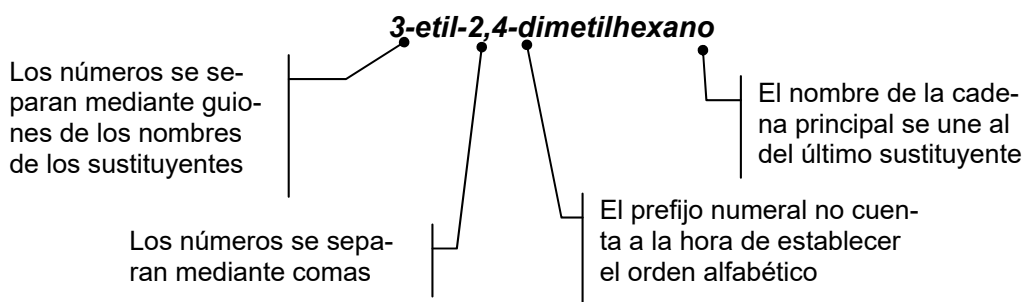 3-etil-2,4-dimetilhexano
Los números se se-
paran mediante guio-
nes de los nombres
de los sustituyentes
El nombre de la cade-
na principal se une al
del último sustituyente
Los números se sepa-
ran mediante comas
El prefijo numeral no cuen-
ta a la hora de establecer
el orden alfabético